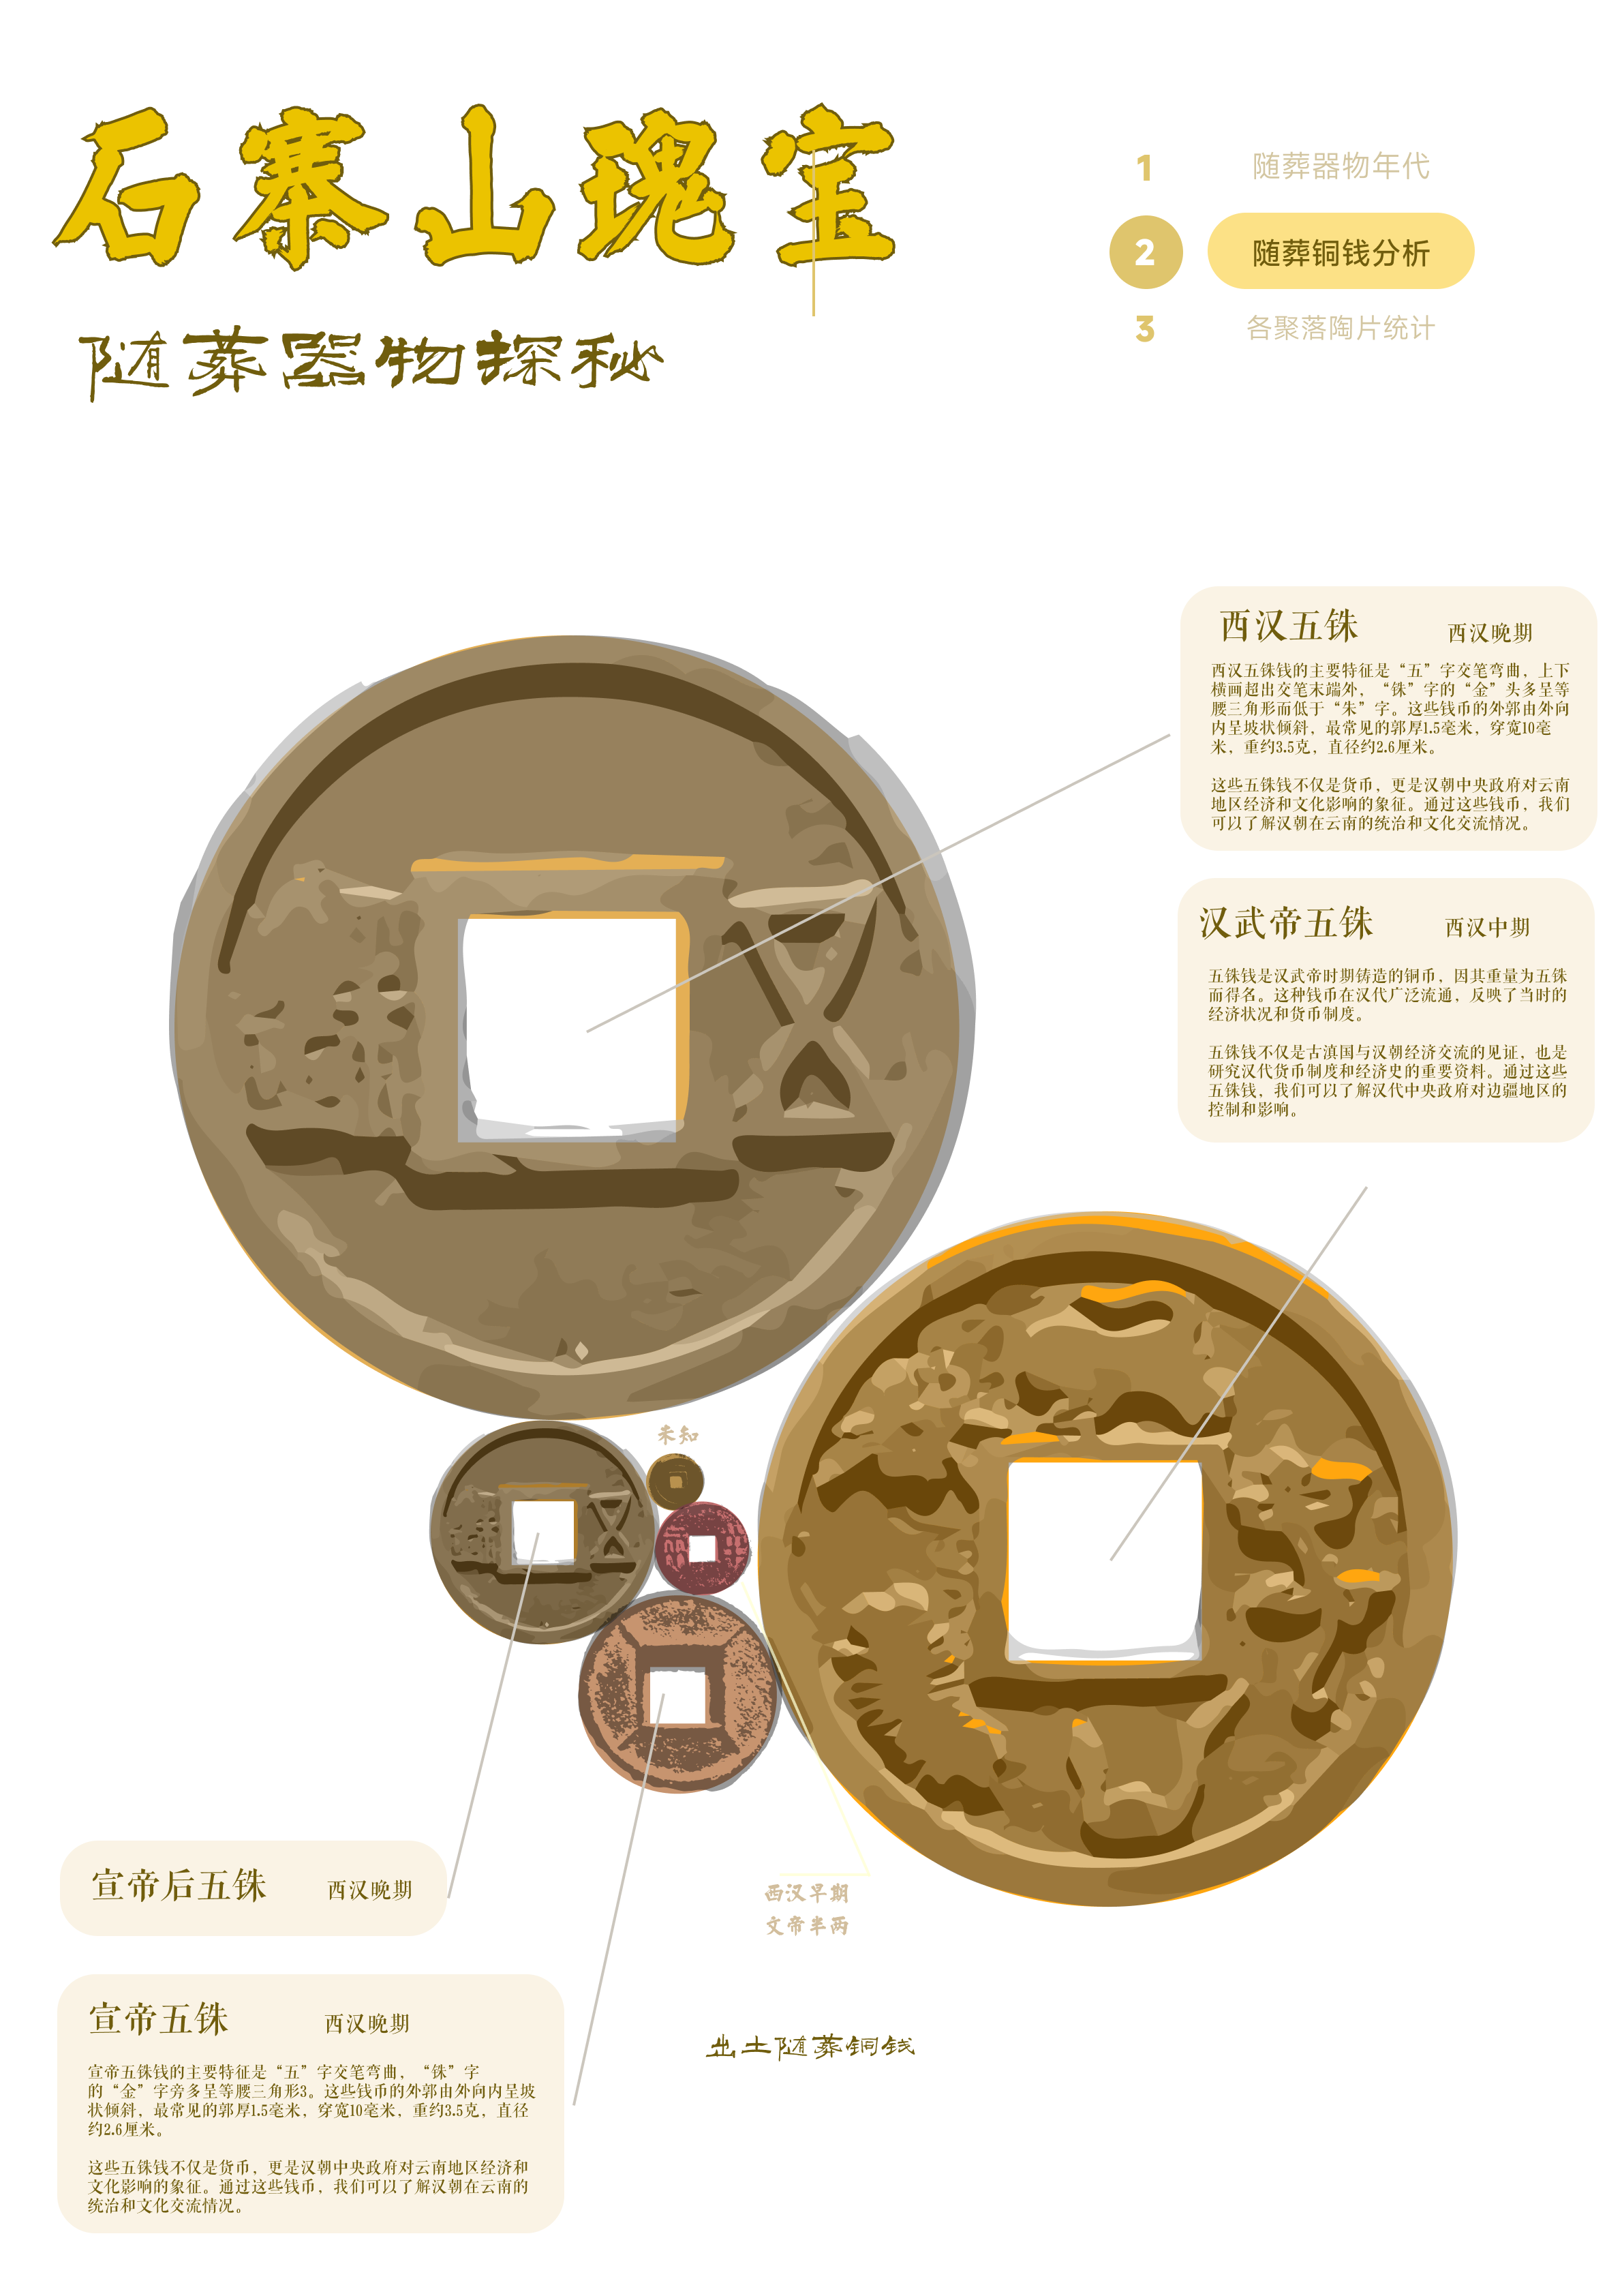 石寨山瑰宝
随葬器物探秘
1 随葬器物年代
2 随葬铜钱分析
3 各聚落陶片统计
西汉五铢 西汉晚期
西汉五铢钱的主要特征是“五”字交笔弯曲，上下
横画超出交笔末端外，“铢”字的“金”头多呈等
腰三角形而低于“朱”字。这些钱币的外郭由外向
内呈坡状倾斜，最常见的郭厚1.5毫米，穿宽10毫
米，重约3.5克，直径约2.6厘米。
这些五铢钱不仅是货币，更是汉朝中央政府对云南
地区经济和文化影响的象征。通过这些钱币，我们
可以了解汉朝在云南的统治和文化交流情况。
汉武帝五铢 西汉中期
五铢钱是汉武帝时期铸造的铜币，因其重量为五铢
而得名。这种钱币在汉代广泛流通，反映了当时的
经济状况和货币制度。
五铢钱不仅是古滇国与汉朝经济交流的见证，也是
研究汉代货币制度和经济史的重要资料。通过这些
五铢钱，我们可以了解汉代中央政府对边疆地区的
控制和影响。
未知
宣帝后五铢 西汉晚期
西汉早期
文帝半两
宣帝五铢 西汉晚期
宣帝五铢钱的主要特征是“五”字交笔弯曲，“铢”字
的“金”字旁多呈等腰三角形3。这些钱币的外郭由外向内呈坡
状倾斜，最常见的郭厚1.5毫米，穿宽10毫米，重约3.5克，直径
约2.6厘米。
这些五铢钱不仅是货币，更是汉朝中央政府对云南地区经济和
文化影响的象征。通过这些钱币，我们可以了解汉朝在云南的
统治和文化交流情况。
出土随葬铜钱